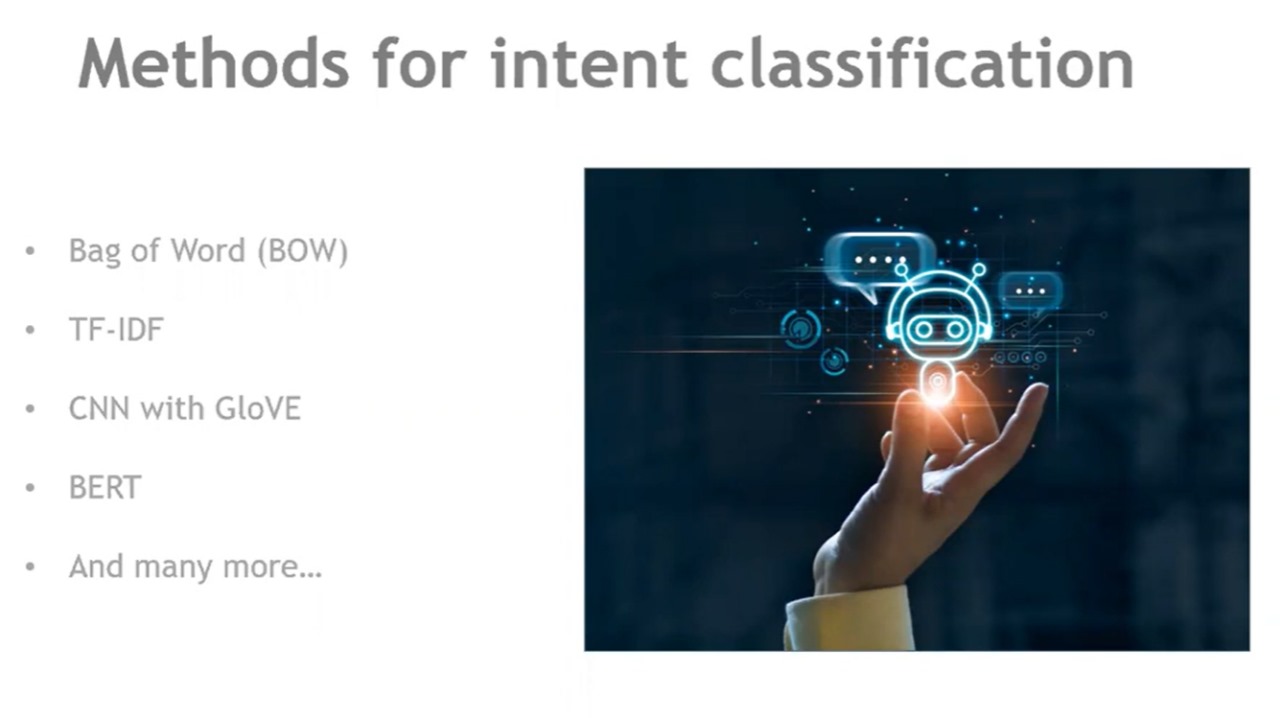 Methods for intent classification
• Bag of Word (BOW)
• TF-IDF
• CNN with GloVE
• BERT
• And many more…